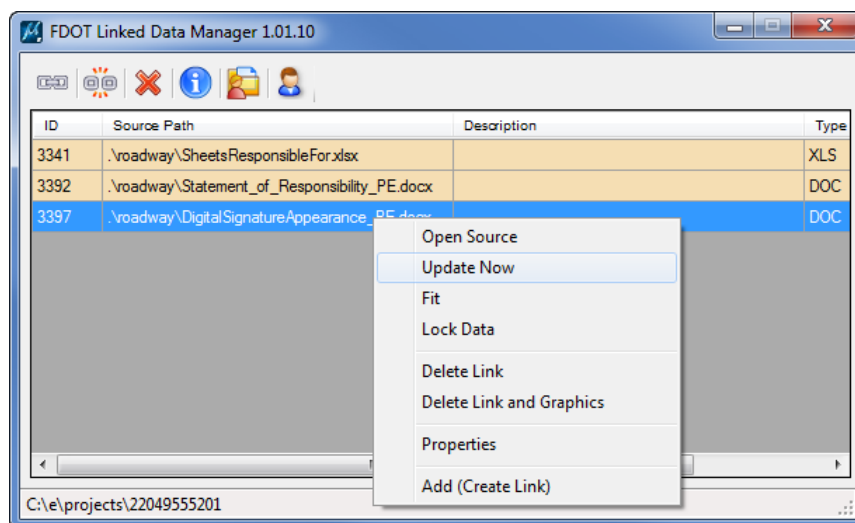 FDOT Linked Data Manager 1.01.10
ID Source Path Description Type
3341 .\roadway\SheetsResponsibleFor.xlsx XLS
3392 .\roadway\Statement_of_Responsibility_PE.docx DOC
3397 .\roadway\DigitalSignatureAppearance_PE.docx DOC
Open Source
Update Now
Fit
Lock Data
Delete Link
Delete Link and Graphics
Properties
Add (Create Link)
C:\e\projects\22049555201